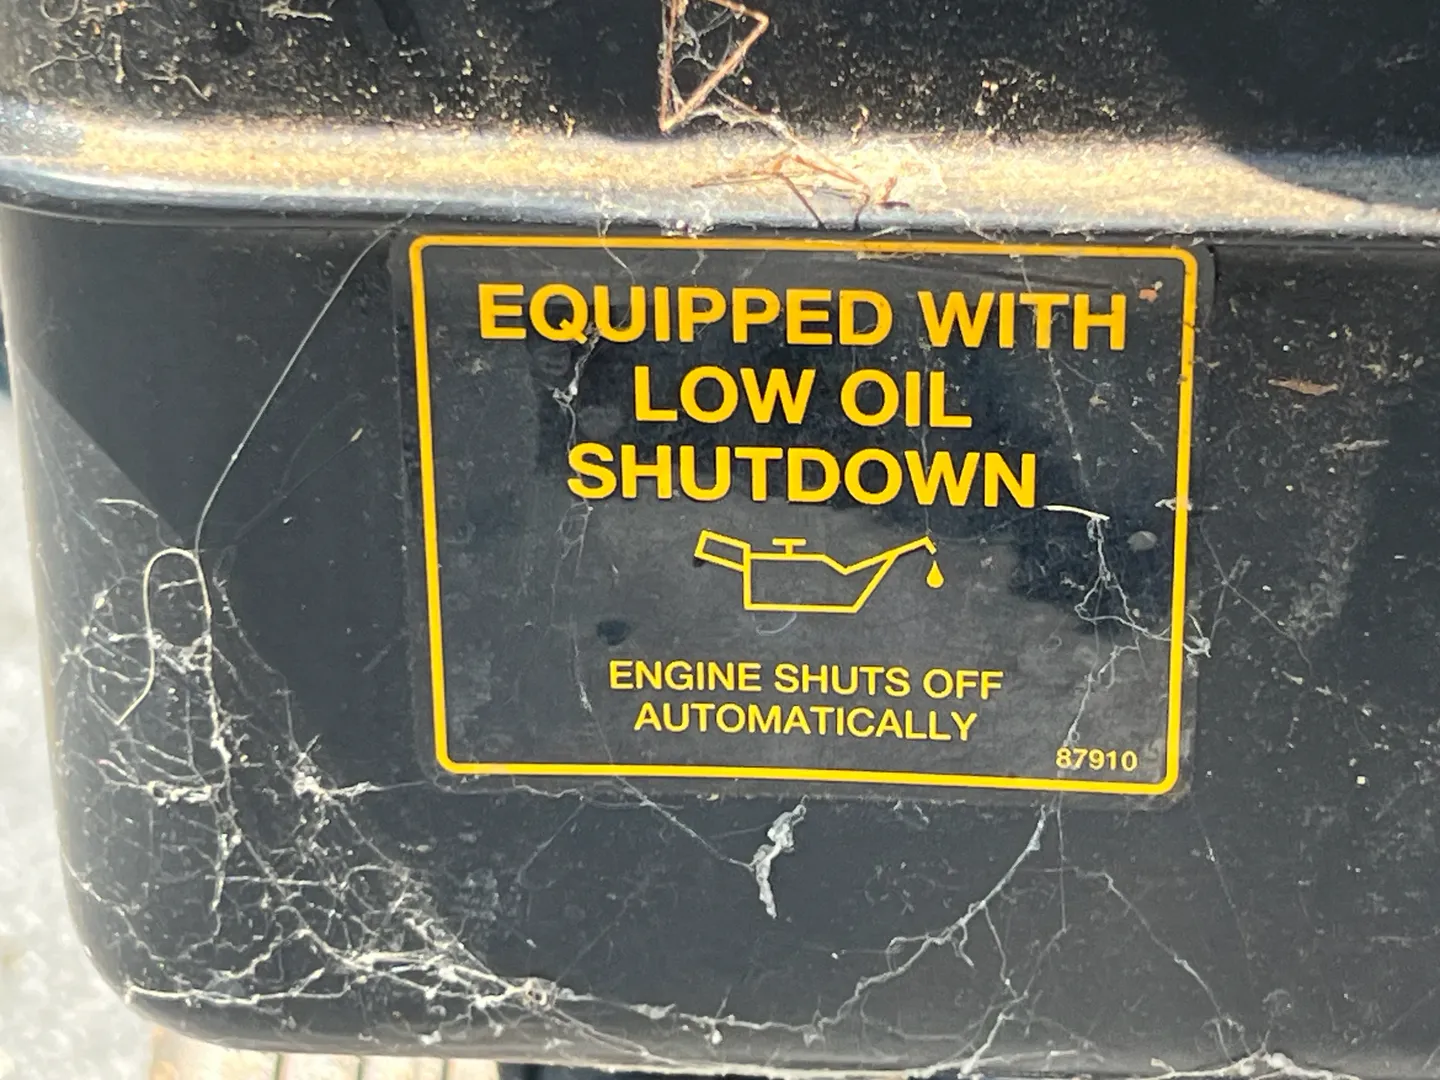 EQUIPPED WITH
LOW OIL
SHUTDOWN
ENGINE SHUTS OFF
AUTOMATICALLY
87910